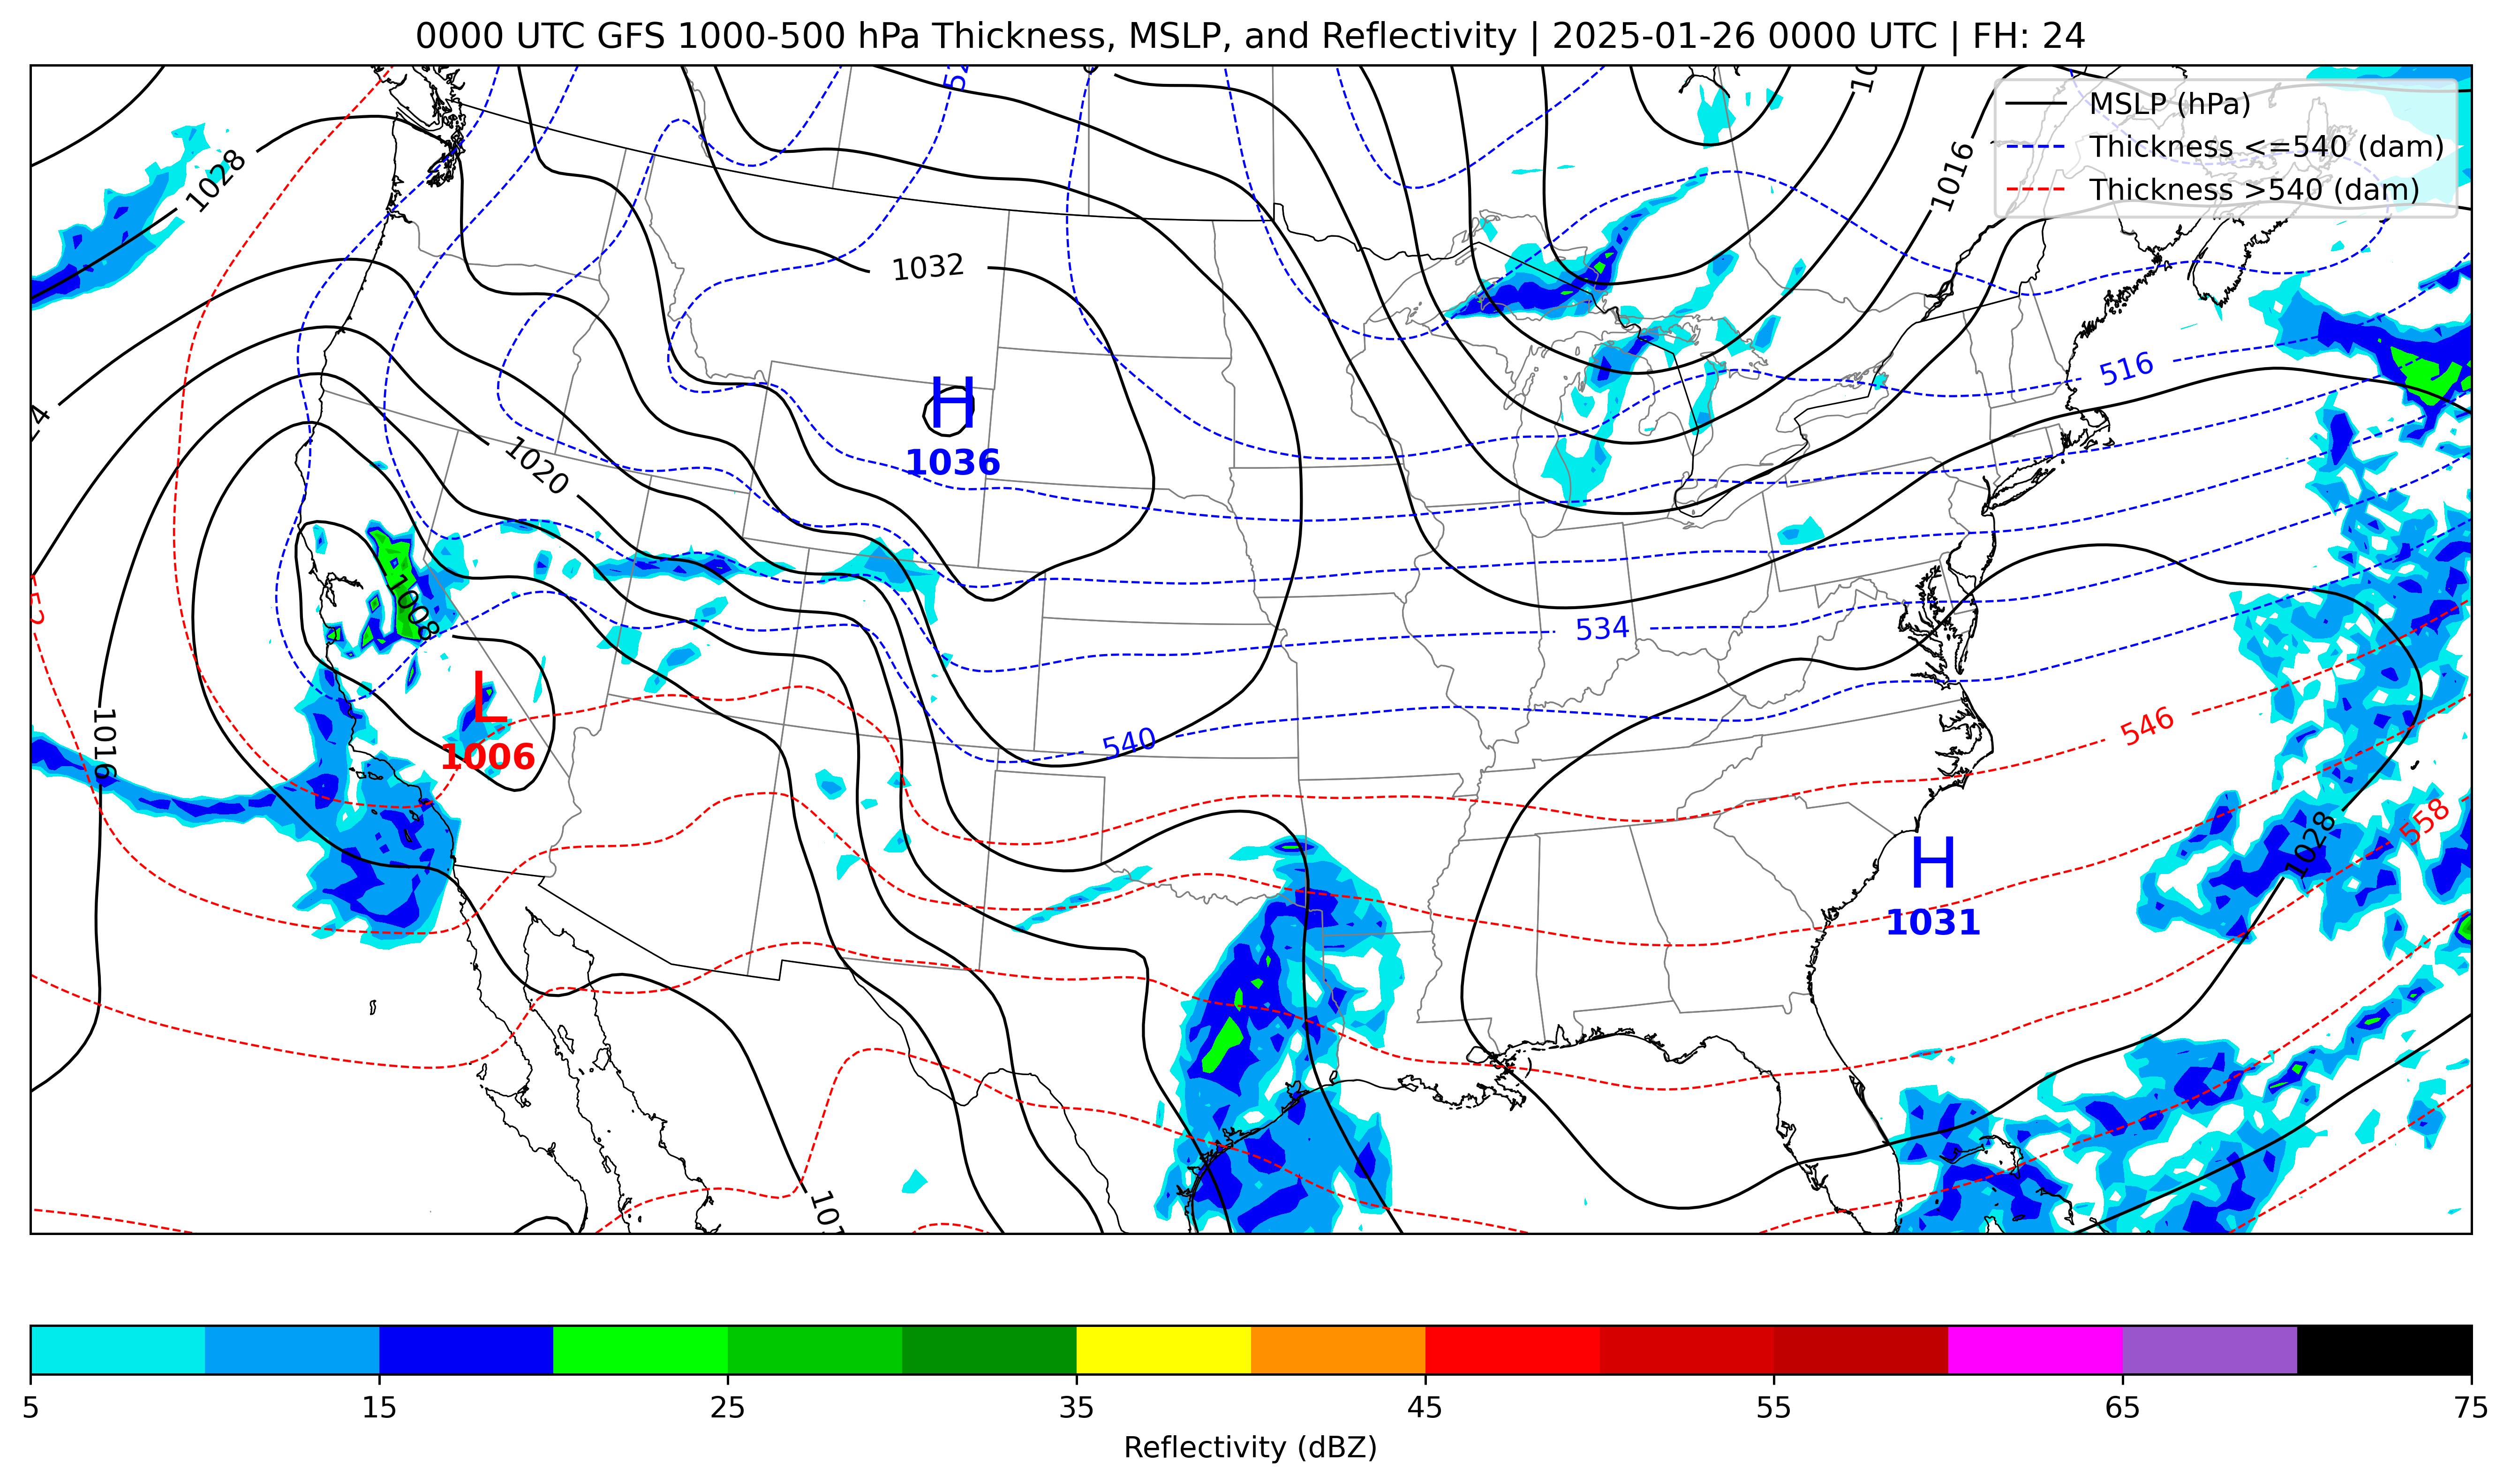 0000 UTC GFS 1000-500 hPa Thickness, MSLP, and Reflectivity | 2025-01-26 0000 UTC | FH: 24
MSLP (hPa)
Thickness <=540 (dam)
Thickness >540 (dam)
1028
1016
1032
H
1036
516
1020
1008
534
L
1006
1016
540
546
558
H
1031
1028
5 15 25 35 45 55 65 75
Reflectivity (dBZ)